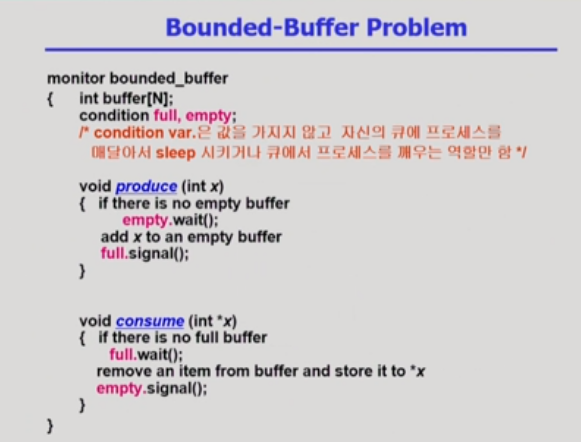 Bounded-Buffer Problem
monitor bounded_buffer
{ int buffer[N];
condition full, empty;
/* condition var.은 값을 가지지 않고 자신의 큐에 프로세스를
매달아서 sleep 시키거나 큐에서 프로세스를 깨우는 역할만 함 */
void produce (int x)
{ if there is no empty buffer
empty.wait();
add x to an empty buffer
full.signal();
}
void consume (int *x)
{ if there is no full buffer
full.wait();
remove an item from buffer and store it to *x
empty.signal();
}
}